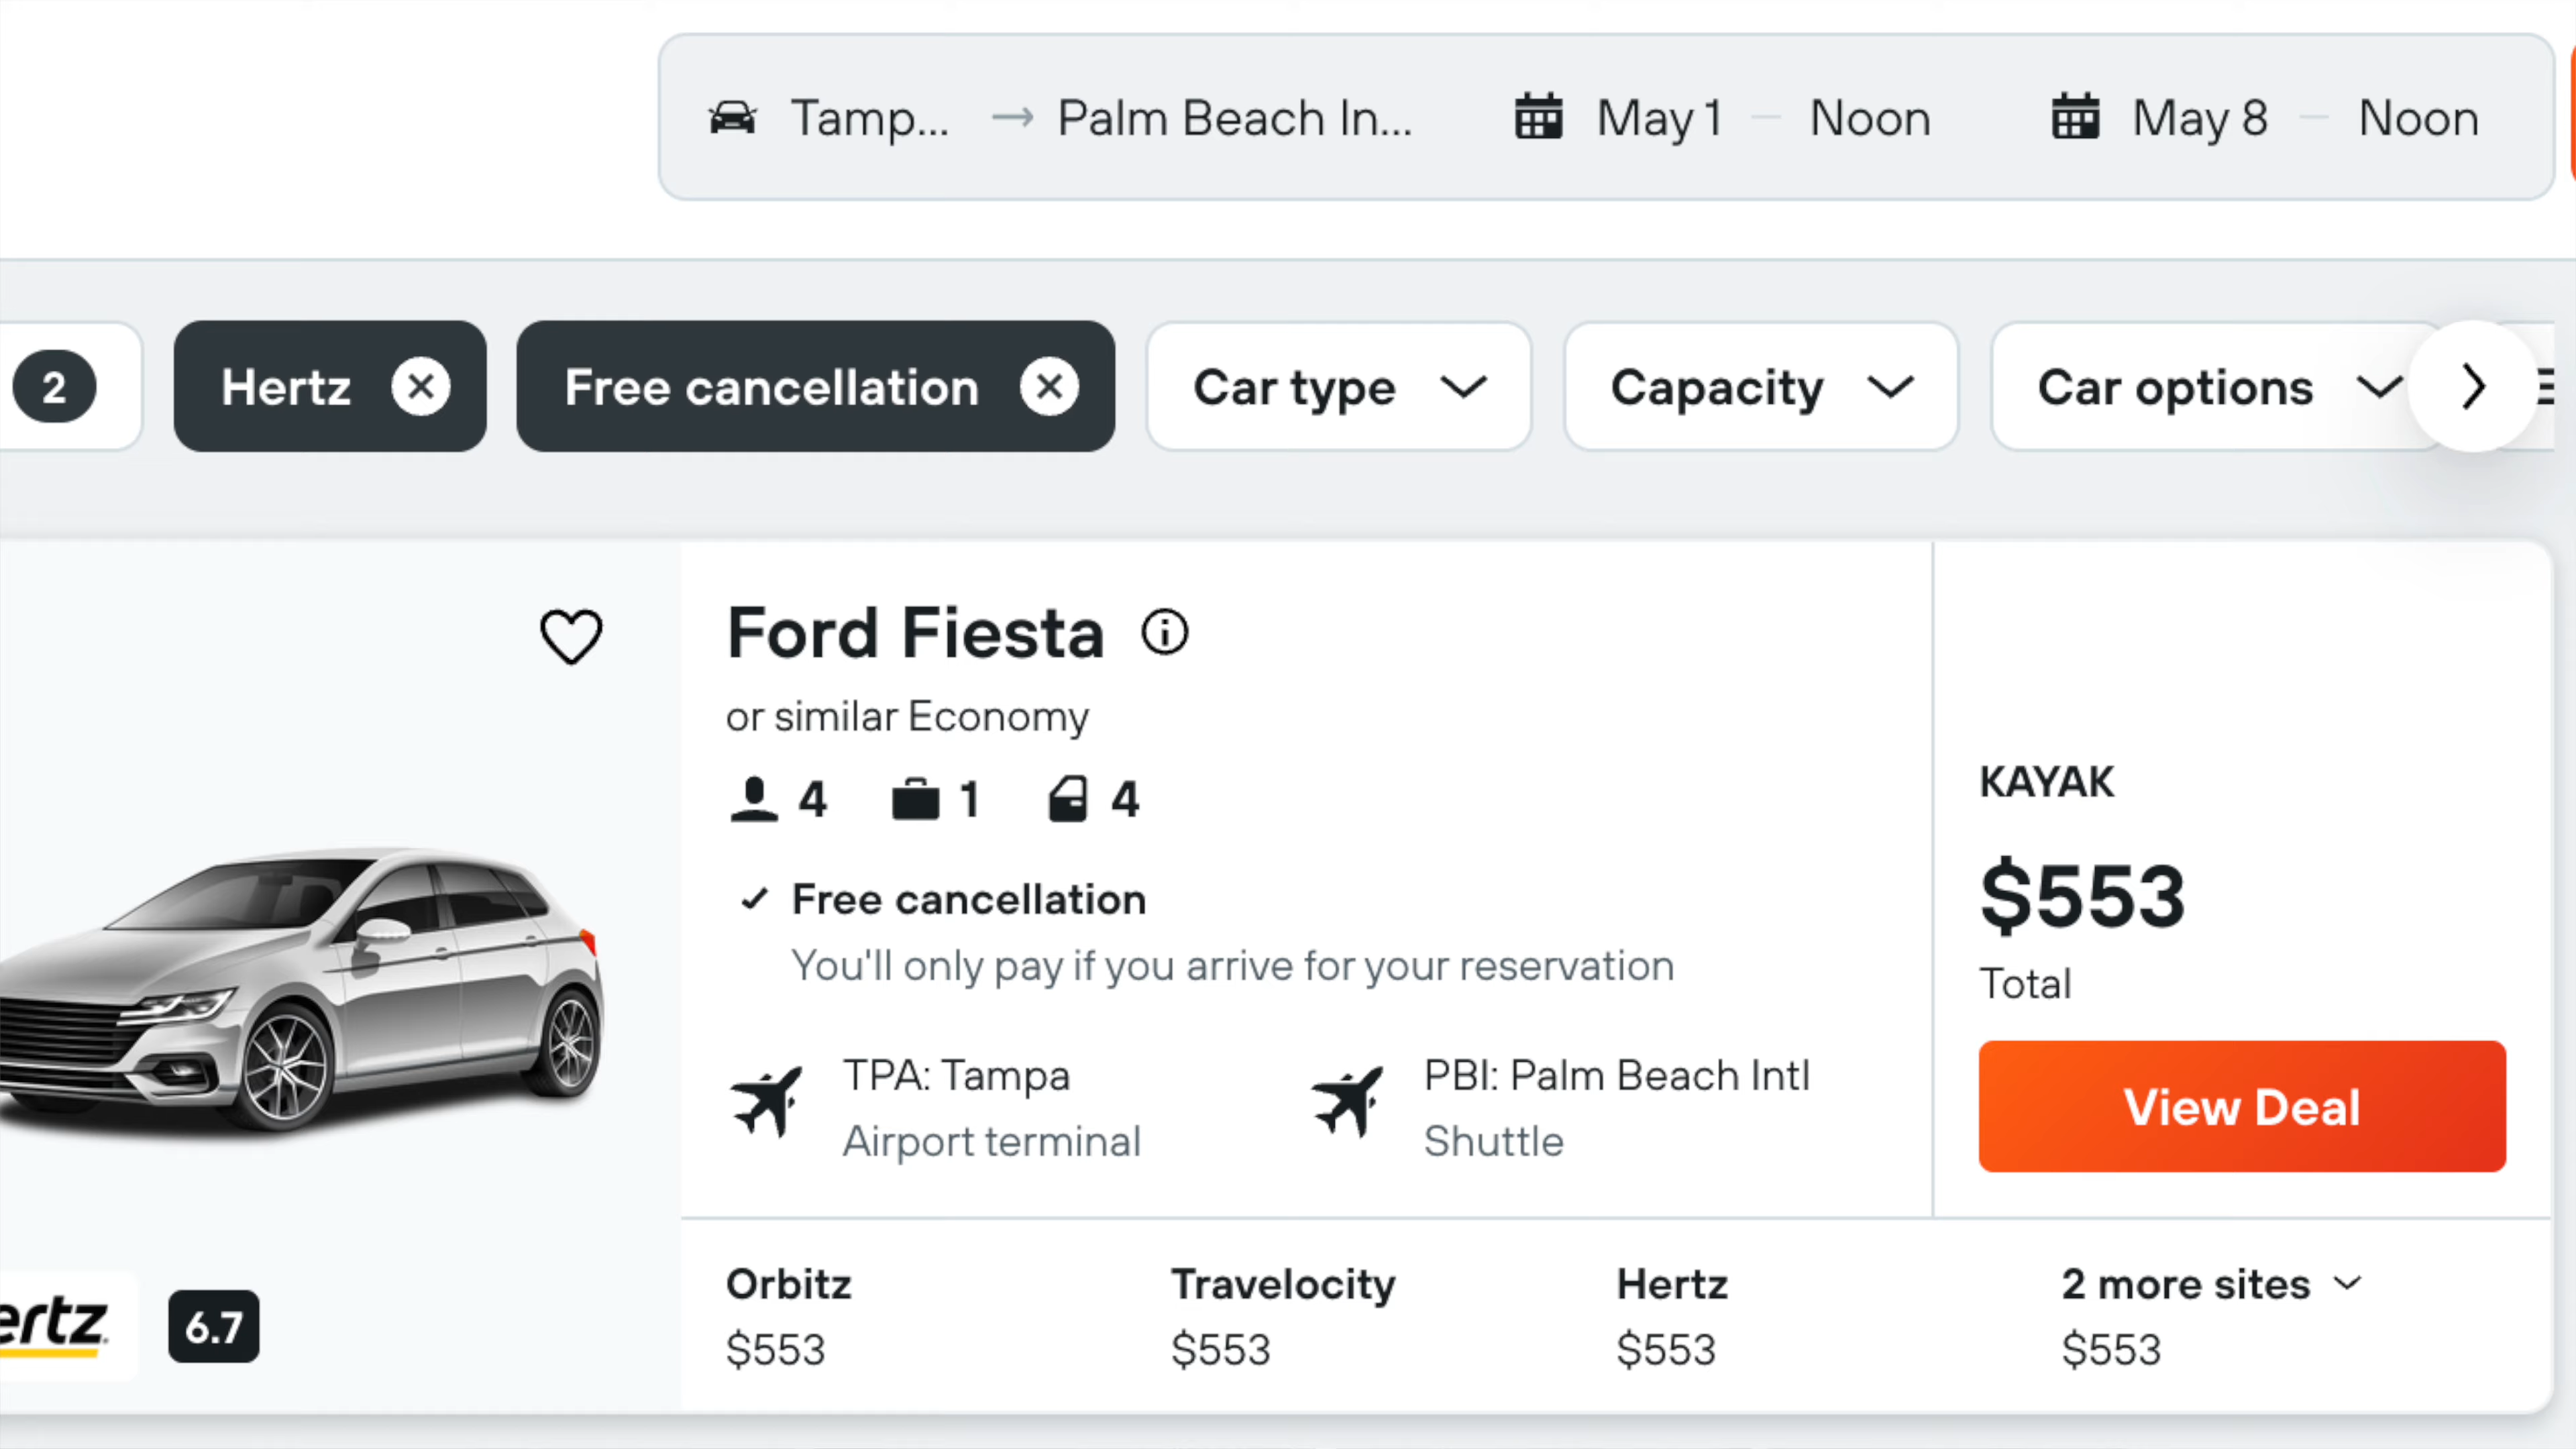 Tamp... → Palm Beach In... May 1 — Noon May 8 — Noon
2 Hertz Free cancellation Car type Capacity Car options
Ford Fiesta
or similar Economy
4 1 4
Free cancellation
You'll only pay if you arrive for your reservation
TPA: Tampa
Airport terminal
PBI: Palm Beach Intl
Shuttle
KAYAK
$553
Total
View Deal
ertz.
6.7
Orbitz
$553
Travelocity
$553
Hertz
$553
2 more sites
$553